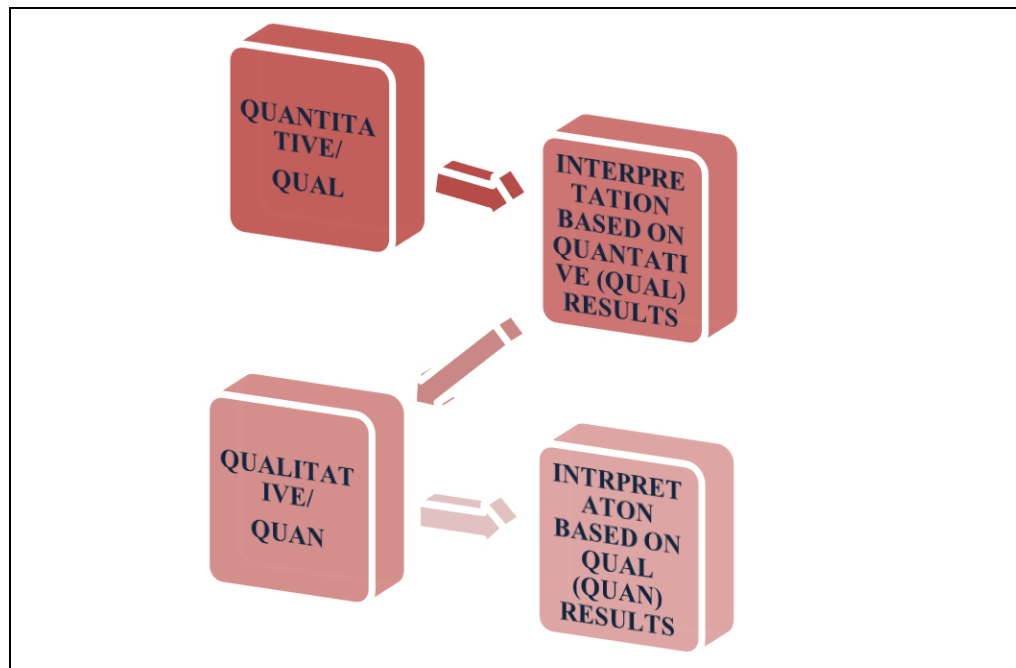 QUANTITA
TIVE/
QUAL
INTERPRE
TATION
BASED ON
QUANTATI
VE (QUAL)
RESULTS
QUALITAT
IVE/
QUAN
INTRPRET
ATON
BASED ON
QUAL
(QUAN)
RESULTS